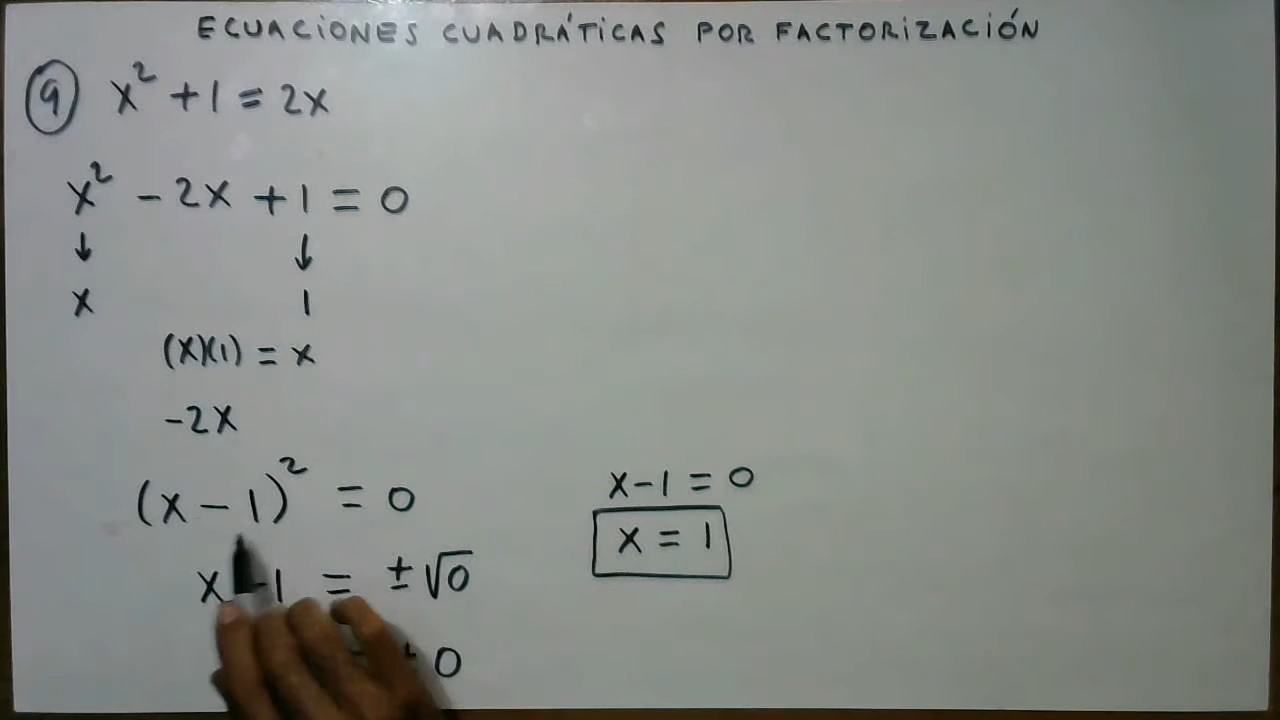 ECUACIONES CUADRÁTICAS POR FACTORIZACIÓN
9 x² + 1 = 2x
x² - 2x + 1 = 0
↓ ↓
x 1
(x)(1) = x
-2x
(x - 1)² = 0
x - 1 = ±√0
0
x - 1 = 0
x = 1